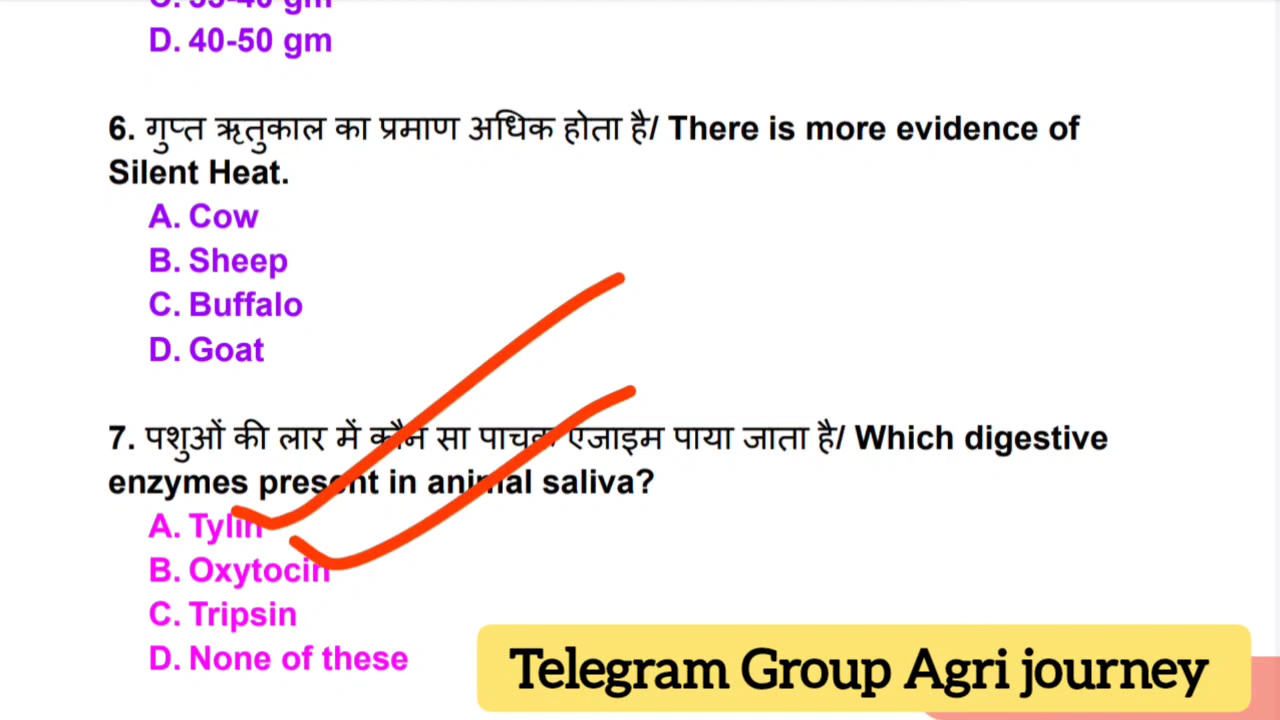 D. 40-50 gm
6. गुप्त ऋतुकाल का प्रमाण अधिक होता है/ There is more evidence of
Silent Heat.
A. Cow
B. Sheep
C. Buffalo
D. Goat
7. पशुओं की लार में कौन सा पाचक एंजाइम पाया जाता है/ Which digestive
enzymes present in animal saliva?
A. Tylin
B. Oxytocin
C. Tripsin
D. None of these
Telegram Group Agri journey